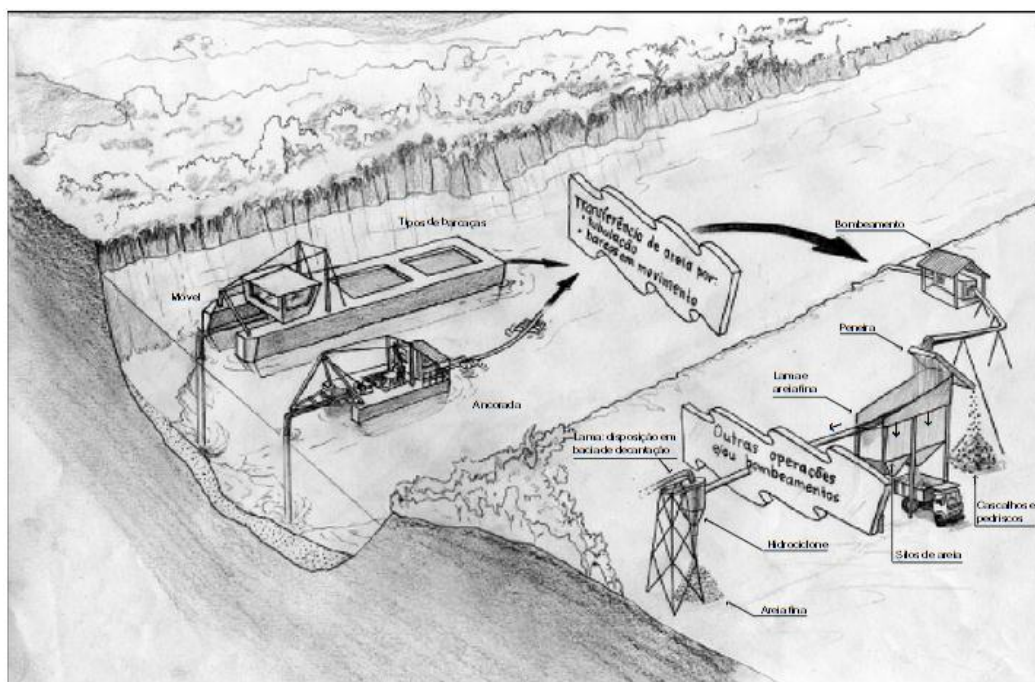 Tipos de barcaças
Móvel
Ancorada
Transferência de areia por:
• tubulação
• barcos em movimento
Bombeamento
Peneira
Lama e
areia fina
Outras operações
e/ou bombeamentos
Lama: disposição em
bacia de decantação
Cascalhos e
pedriscos
Silos de areia
Hidrociclone
Areia fina